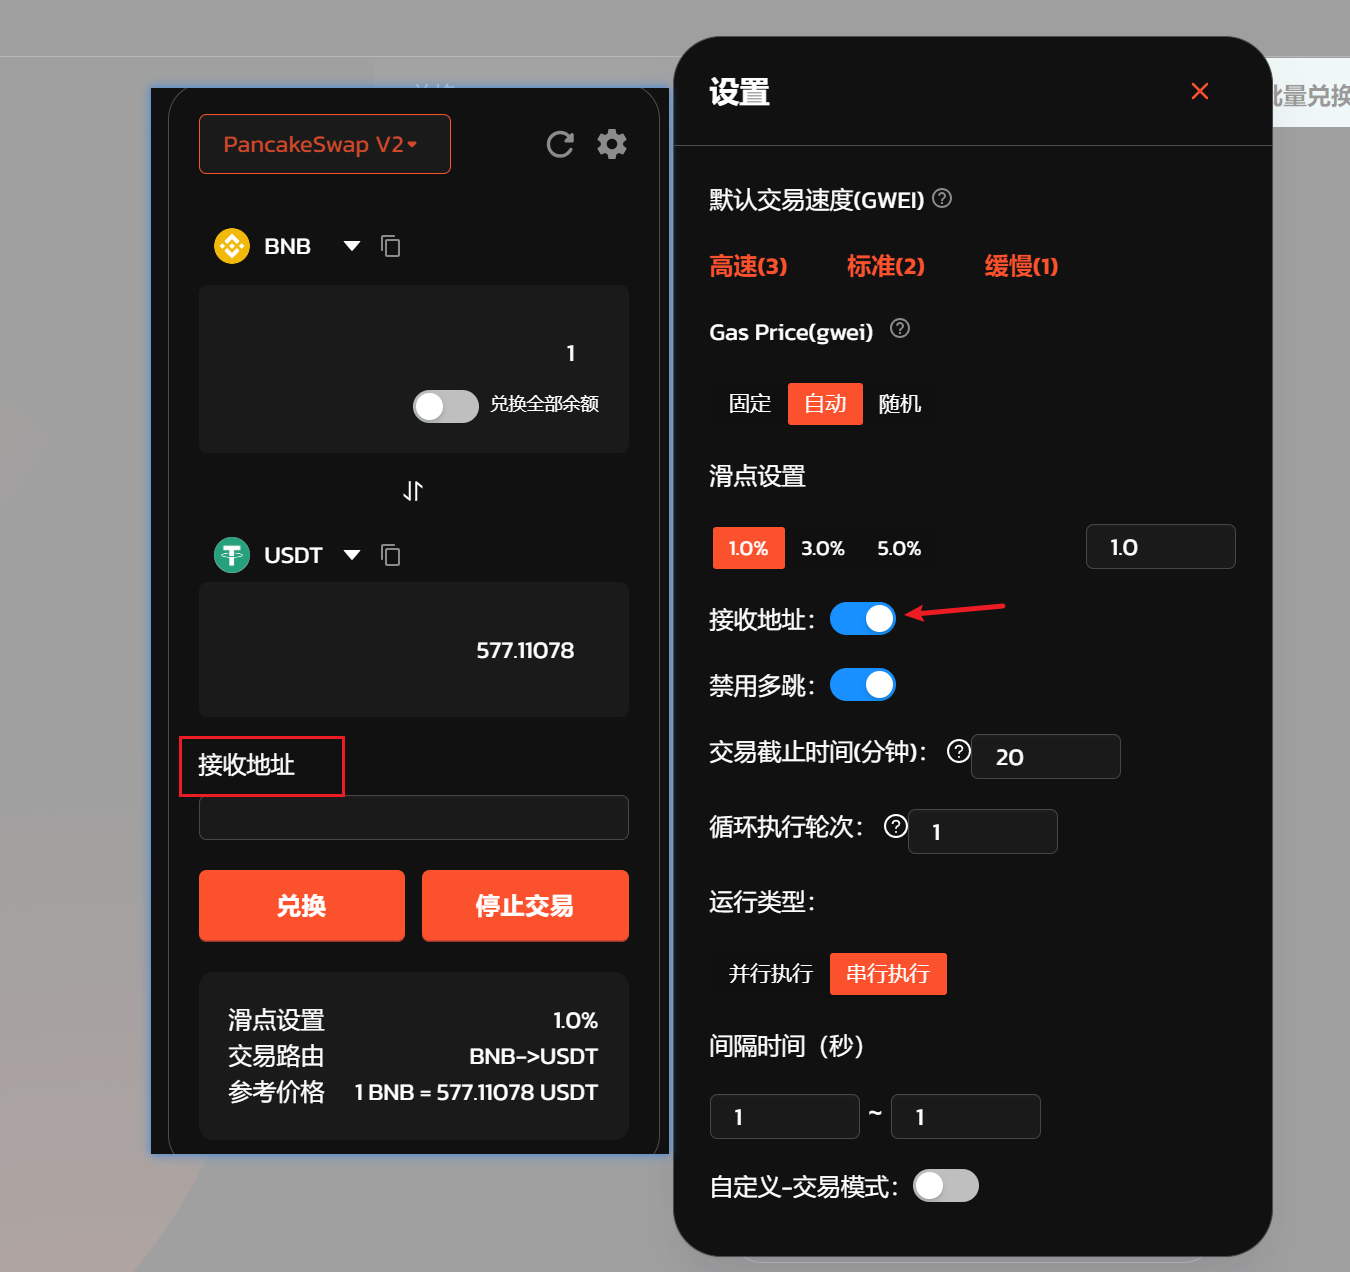 PancakeSwap V2
BNB
1
兑换全部余额
USDT
577.11078
接收地址
兑换
停止交易
滑点设置 1.0%
交易路由 BNB->USDT
参考价格 1 BNB = 577.11078 USDT
设置
默认交易速度(GWEI)
高速(3) 标准(2) 缓慢(1)
Gas Price(gwei)
固定 自动 随机
滑点设置
1.0% 3.0% 5.0% 1.0
接收地址：
禁用多跳：
交易截止时间(分钟)： 20
循环执行轮次： 1
运行类型：
并行执行 串行执行
间隔时间（秒）
1 ~ 1
自定义-交易模式：
批量兑换